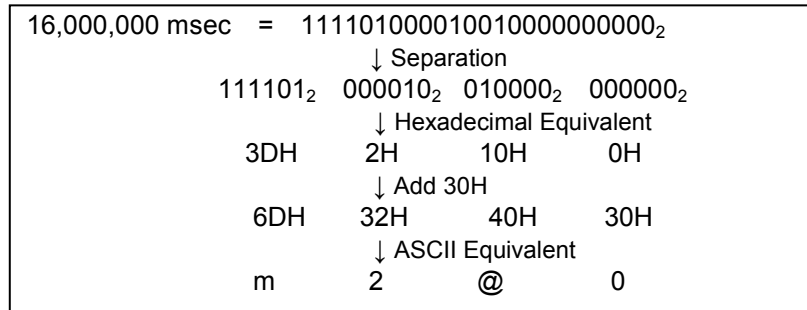 16,000,000 msec = 111101000010010000000000₂
↓ Separation
111101₂ 000010₂ 010000₂ 000000₂
↓ Hexadecimal Equivalent
3DH 2H 10H 0H
↓ Add 30H
6DH 32H 40H 30H
↓ ASCII Equivalent
m 2 @ 0